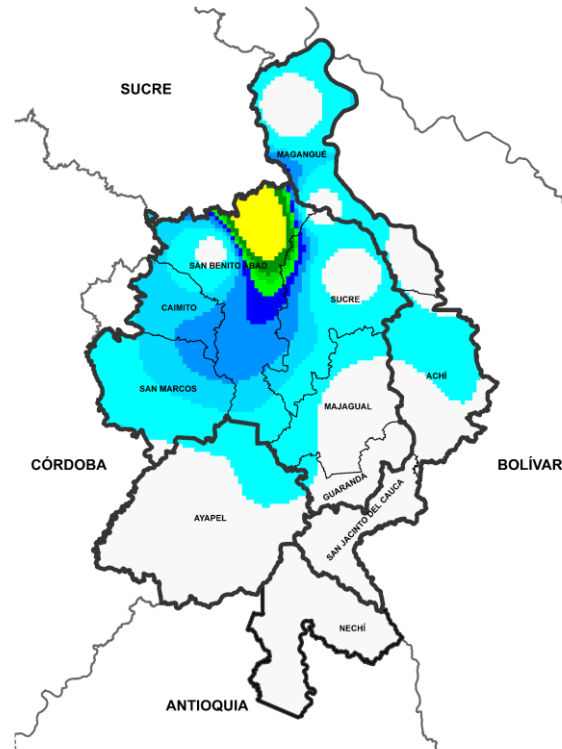 SUCRE
MAGANGUÉ
SAN BENITO ABAD
SUCRE
CAIMITO
ACHÍ
SAN MARCOS
MAJAGUAL
CÓRDOBA
BOLÍVAR
GUARANDA
AYAPEL
SAN JACINTO DEL CAUCA
NECHÍ
ANTIOQUIA